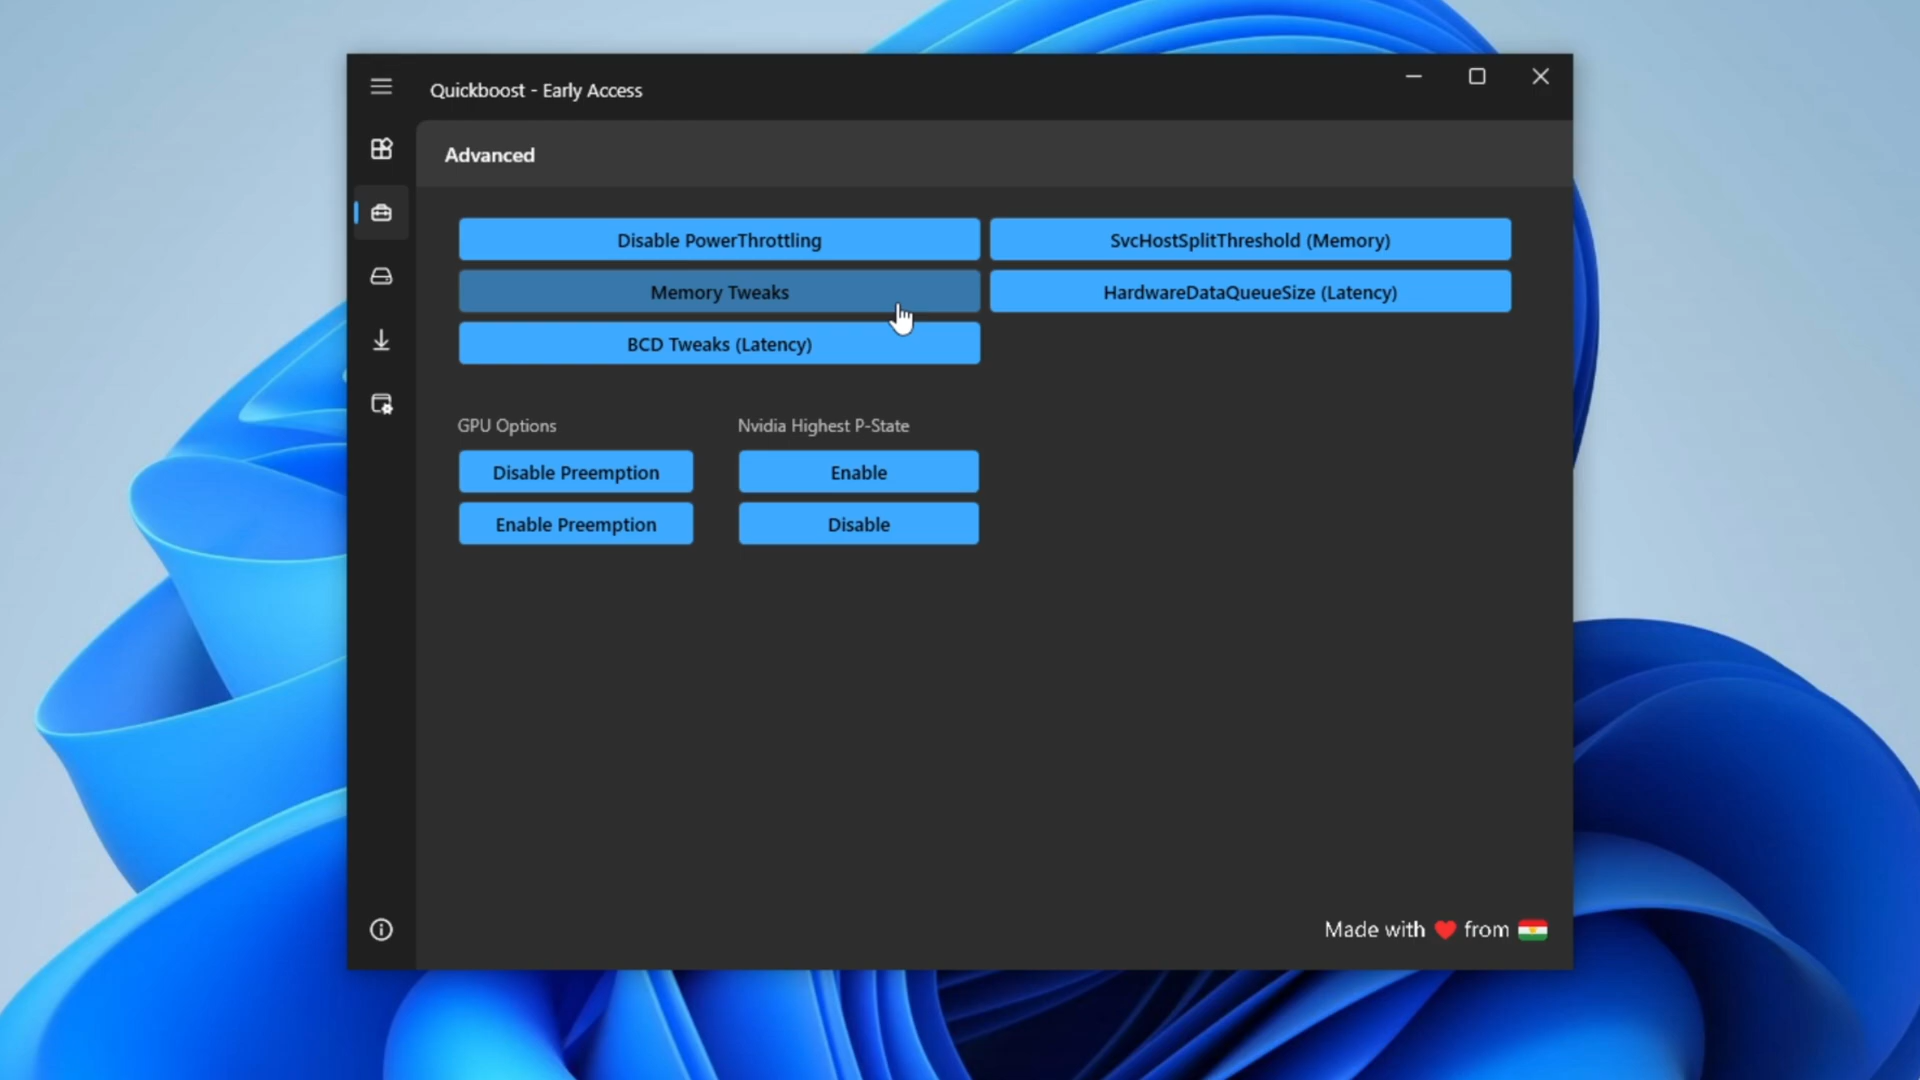 Quickboost - Early Access
Advanced
Disable PowerThrottling
SvcHostSplitThreshold (Memory)
Memory Tweaks
HardwareDataQueueSize (Latency)
BCD Tweaks (Latency)
GPU Options
Nvidia Highest P-State
Disable Preemption
Enable
Enable Preemption
Disable
Made with ❤ from